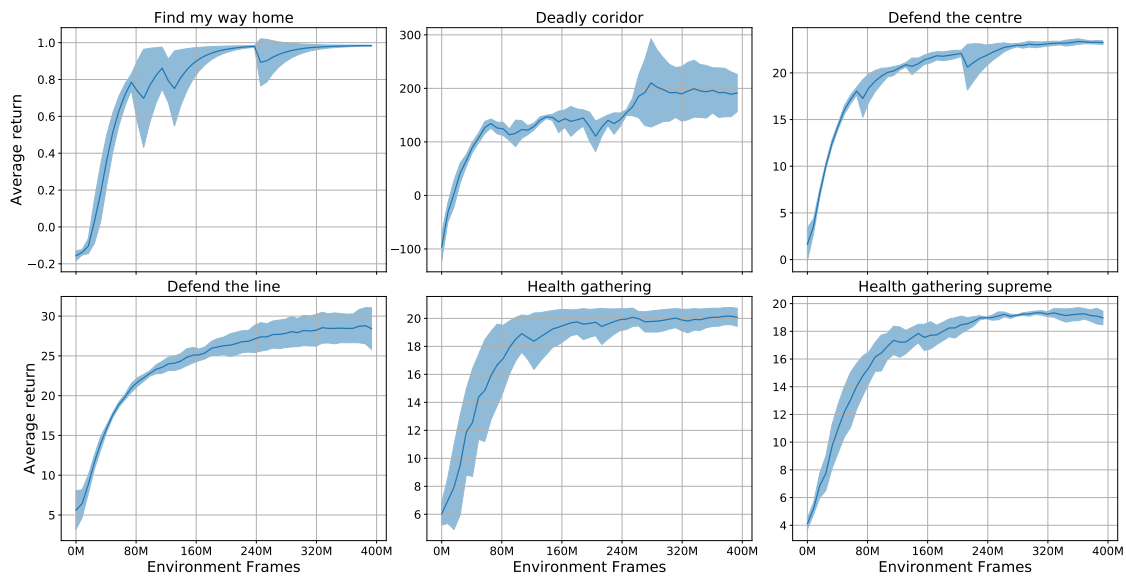 Find my way home
Deadly coridor
Defend the centre
Average return
1.0
0.8
0.6
0.4
0.2
0.0
−0.2
300
200
100
0
−100
20
15
10
5
0
Defend the line
Health gathering
Health gathering supreme
Average return
30
25
20
15
10
5
20
18
16
14
12
10
8
6
20
18
16
14
12
10
8
6
4
0M 80M 160M 240M 320M 400M
0M 80M 160M 240M 320M 400M
0M 80M 160M 240M 320M 400M
Environment Frames
Environment Frames
Environment Frames